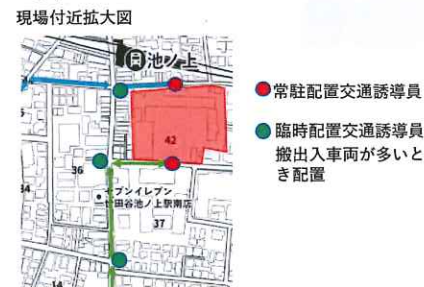 現場付近拡大図
池ノ上
常駐配置交通誘導員
42
臨時配置交通誘導員
搬出入車両が多いと
き配置
36
セブンイレブン
世田谷池ノ上駅南店
37
14